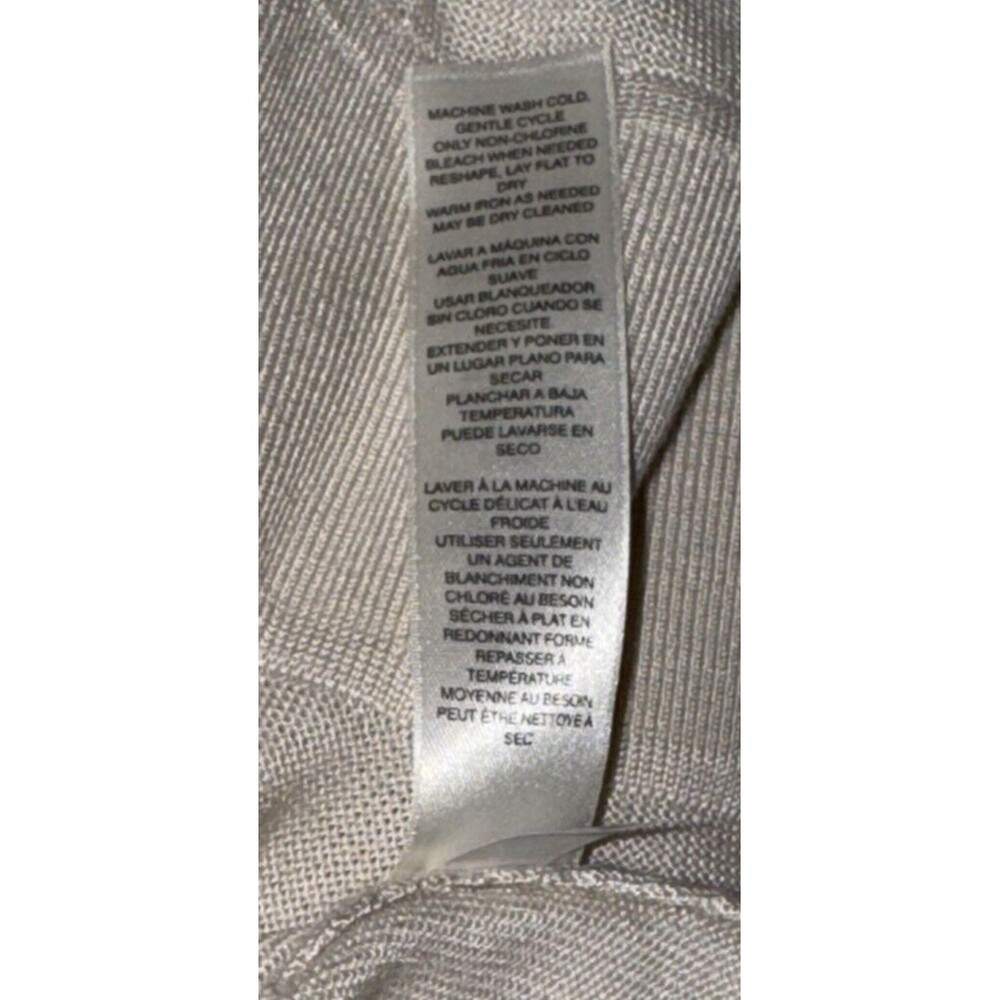 MACHINE WASH COLD,
GENTLE CYCLE
ONLY NON-CHLORINE
BLEACH WHEN NEEDED
RESHAPE, LAY FLAT TO
DRY
WARM IRON AS NEEDED
MAY BE DRY CLEANED
LAVAR A MÁQUINA CON
AGUA FRIA EN CICLO
SUAVE
USAR BLANQUEADOR
SIN CLORO CUANDO SE
NECESITE
EXTENDER Y PONER EN
UN LUGAR PLANO PARA
SECAR
PLANCHAR A BAJA
TEMPERATURA
PUEDE LAVARSE EN
SECO
LAVER À LA MACHINE AU
CYCLE DÉLICAT À L'EAU
FROIDE
UTILISER SEULEMENT
UN AGENT DE
BLANCHIMENT NON
CHLORÉ AU BESOIN
SÉCHER À PLAT EN
REDONNANT FORME
REPASSER À
TEMPÉRATURE
MOYENNE AU BESOIN
PEUT ÊTRE NETTOYÉ À
SEC